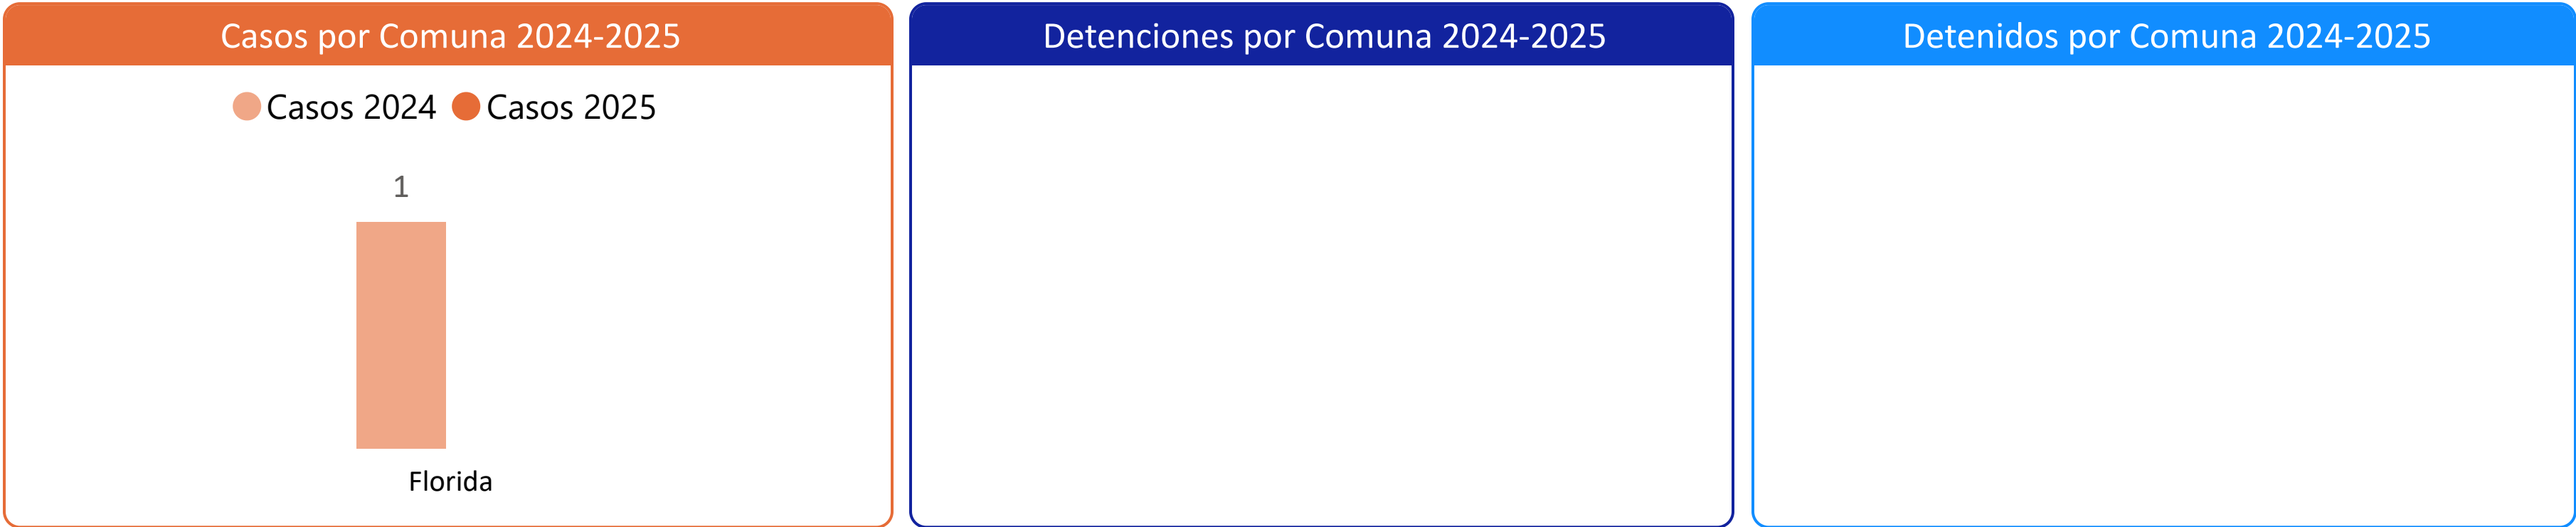 Casos por Comuna 2024-2025
Casos 2024 Casos 2025
1
Florida
Detenciones por Comuna 2024-2025
Detenidos por Comuna 2024-2025